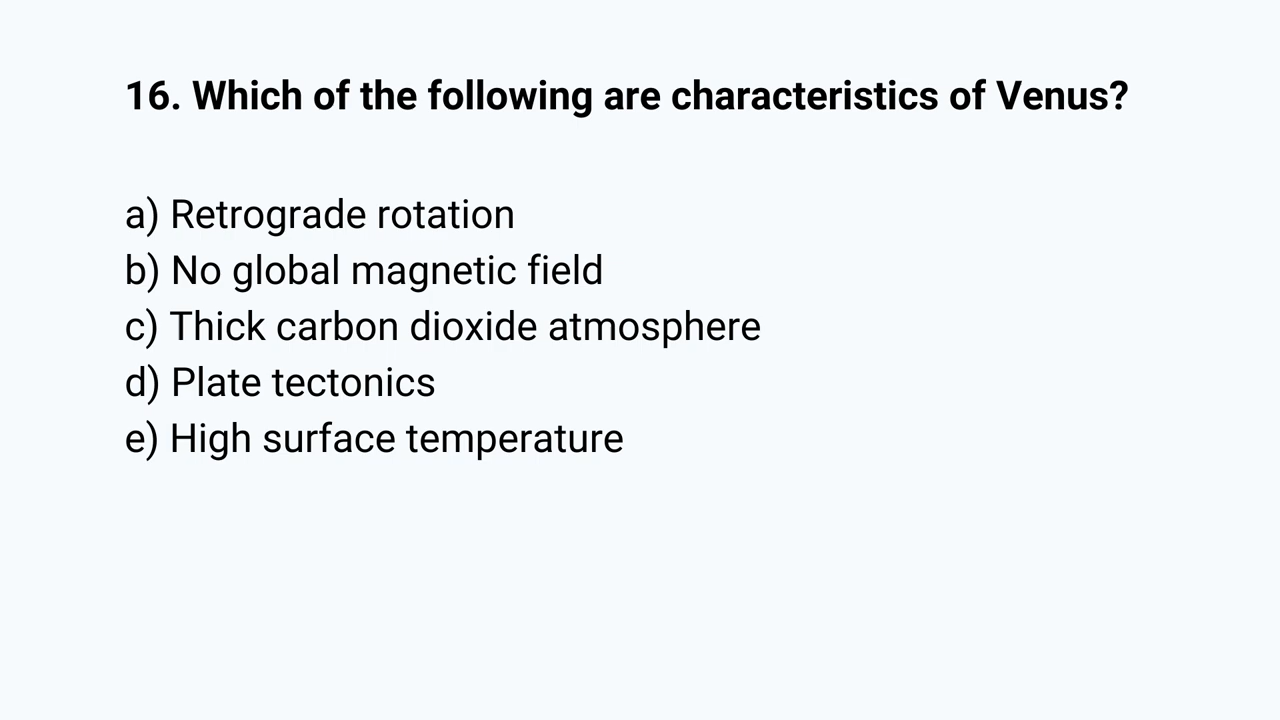 16. Which of the following are characteristics of Venus?
a) Retrograde rotation
b) No global magnetic field
c) Thick carbon dioxide atmosphere
d) Plate tectonics
e) High surface temperature